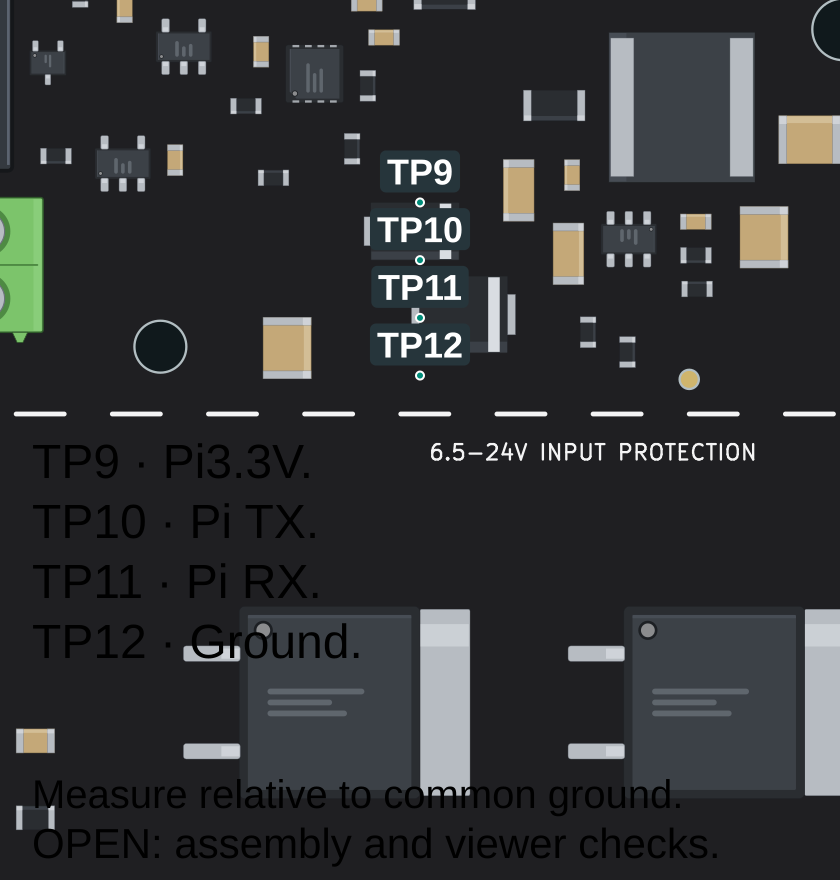 TP9
TP10
TP11
TP12
6.5–24V INPUT PROTECTION
TP9 · Pi3.3V.
TP10 · Pi TX.
TP11 · Pi RX.
TP12 · Ground.
Measure relative to common ground.
OPEN: assembly and viewer checks.